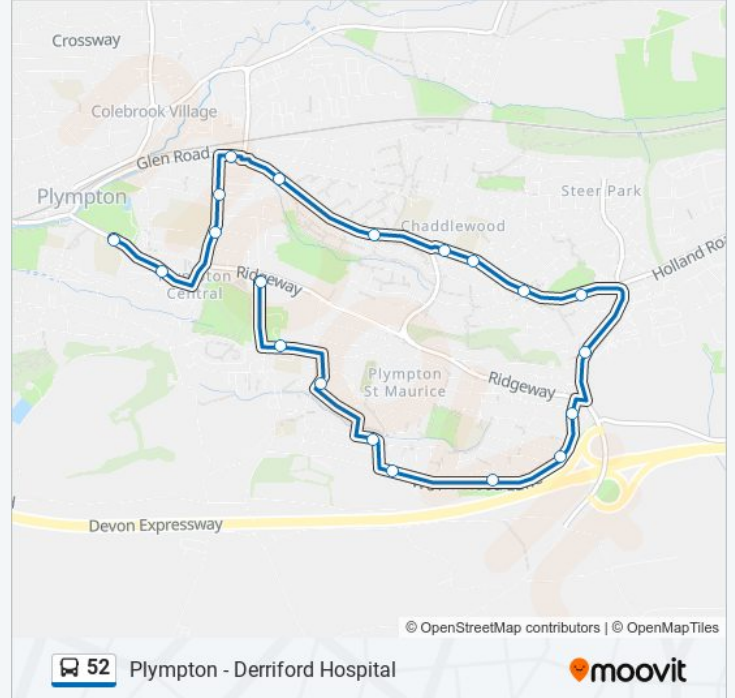 Crossway
Colebrook Village
Glen Road
Plympton
Steer Park
Chaddlewood
Holland
Ridgeway
Central
Plympton
St Maurice
Ridgeway
Devon Expressway
© OpenStreetMap contributors | © OpenMapTiles
52 Plympton - Derriford Hospital
moovit